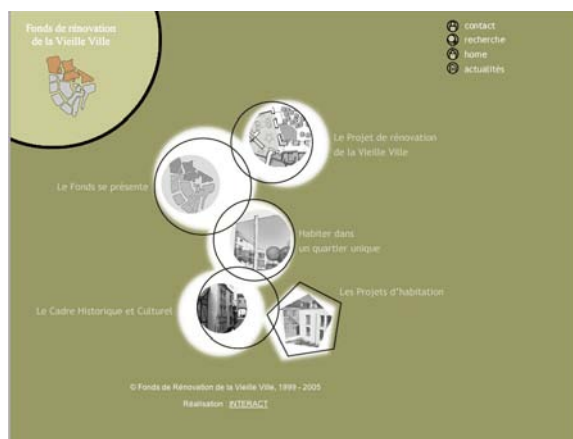 Fonds de rénovation
de la Vieille Ville
contact
recherche
home
actualités
Le Projet de rénovation
de la Vieille Ville
Le Fonds se présente
Habiter dans
un quartier unique
Les Projets d"habitation
Le Cadre Historique et Culturel
© Fonds de Rénovation de la Vieille Ville, 1999 - 2005
Réalisation : INTERACT